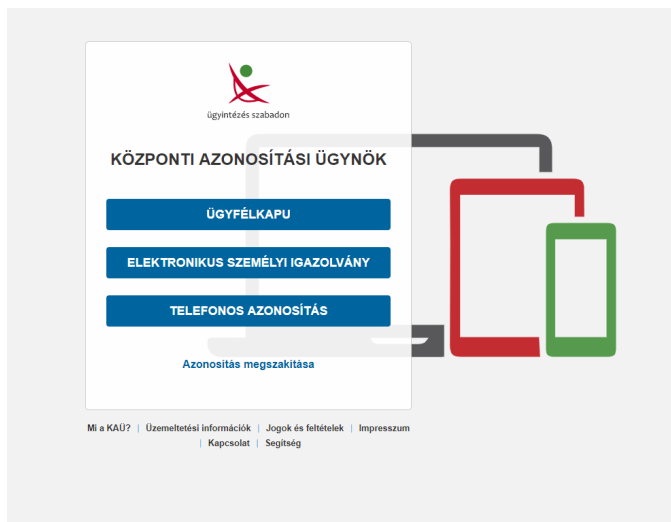 ügyintézés szabadon
KÖZPONTI AZONOSÍTÁSI ÜGYNÖK
ÜGYFÉLKAPU
ELEKTRONIKUS SZEMÉLYI IGAZOLVÁNY
TELEFONOS AZONOSÍTÁS
Azonosítás megszakítása
Mi a KAÜ? | Üzemeltetési információk | Jogok és feltételek | Impresszum
| Kapcsolat | Segítség